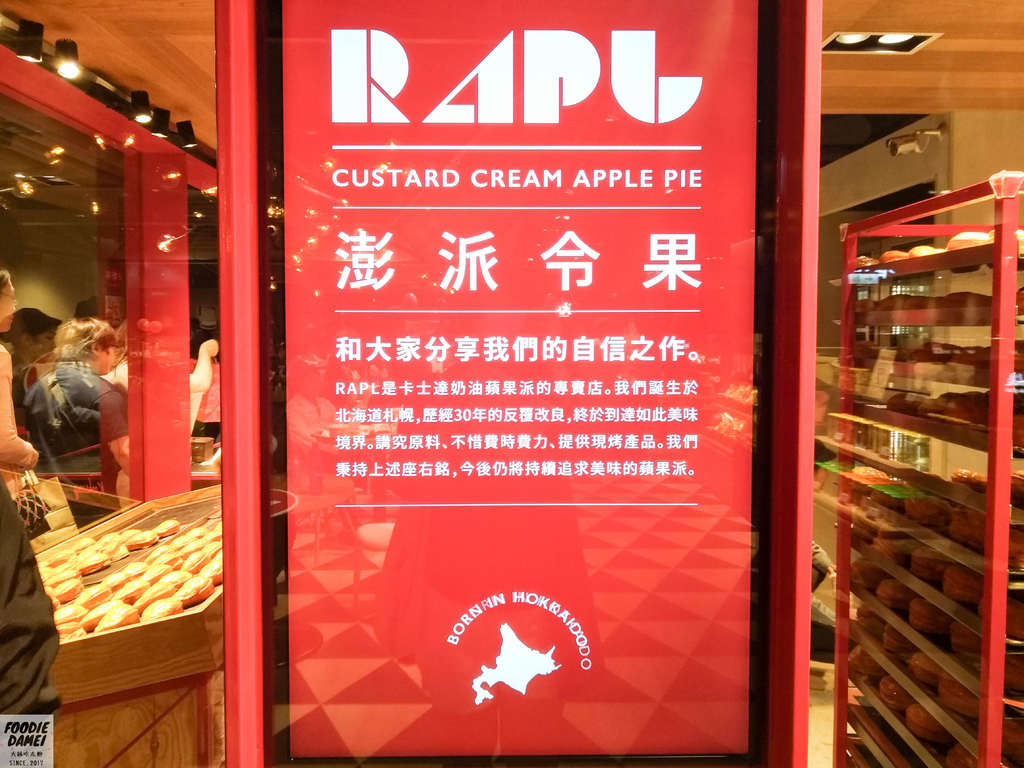 RAPL
CUSTARD CREAM APPLE PIE
澎派令果
和大家分享我們的自信之作。
RAPL是卡士達奶油蘋果派的專賣店。我們誕生於
北海道札幌,歷經30年的反覆改良,終於到達如此美味
境界。講究原料、不惜費時費力、提供現烤產品。我們
秉持上述座右銘,今後仍將持續追求美味的蘋果派。
BORN IN HOKKAIDO
FOODIE
DAMEI
SINCE.2017